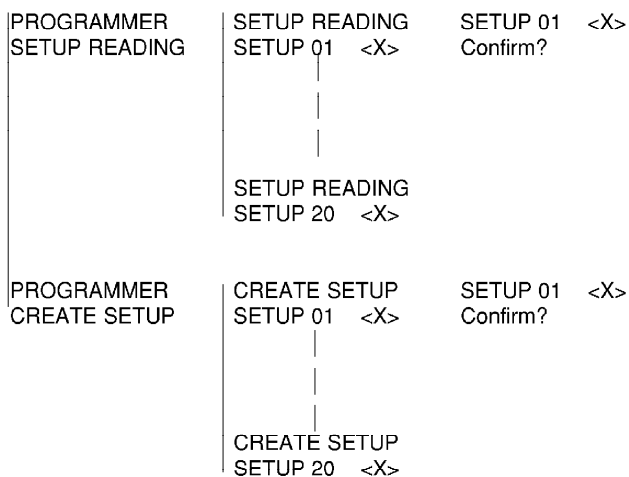 PROGRAMMER
SETUP READING
SETUP READING
SETUP 01 <X>
SETUP 01 <X>
Confirm?
SETUP READING
SETUP 20 <X>
PROGRAMMER
CREATE SETUP
CREATE SETUP
SETUP 01 <X>
SETUP 01 <X>
Confirm?
CREATE SETUP
SETUP 20 <X>